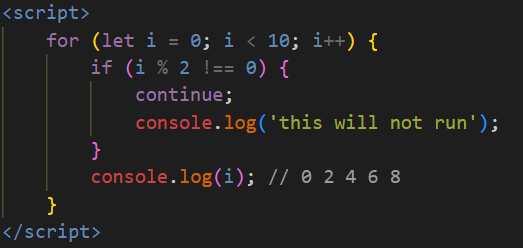 <script>
    for (let i = 0; i < 10; i++) {
        if (i % 2 !== 0) {
            continue;
            console.log('this will not run');
        }
        console.log(i); // 0 2 4 6 8
    }
</script>